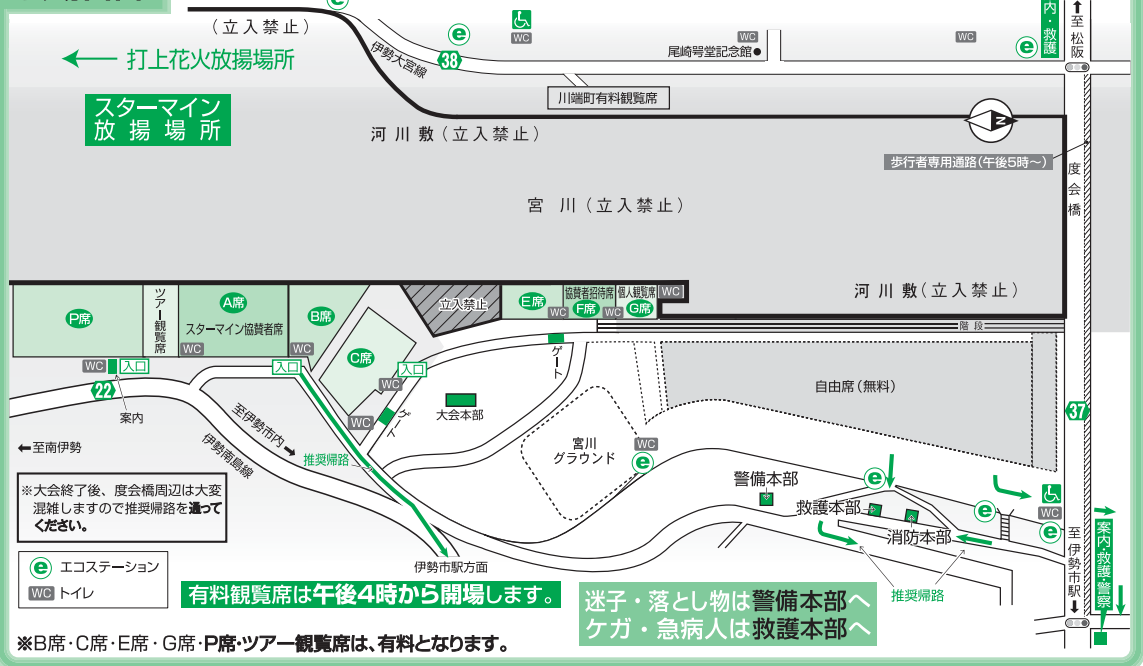 (立入禁止)
打上花火放揚場所
スターマイン
放揚場所
伊勢大宮線
38
e
e
WC
WC
尾崎咢堂記念館
WC
e
案内・救護
至松阪
川端町有料観覧席
河川敷(立入禁止)
N
歩行者専用通路(午後5時〜)
度会橋
宮 川(立入禁止)
河川敷(立入禁止)
P席
ツアー観覧席
A席
スターマイン協賛者席
WC
B席
WC
立入禁止
E席
WC
協賛者招待席
F席
WC
個人観覧席
G席
WC
階段
C席
WC
WC
WC
入口
入口
入口
22
案内
ゲート
ゲート
大会本部
自由席(無料)
37
宮川
グラウンド
WC
e
←至南伊勢
至伊勢市内
伊勢南島線
推奨帰路
※大会終了後、度会橋周辺は大変
混雑しますので推奨帰路を通って
ください。
警備本部
救護本部
消防本部
e
e
WC
e
至伊勢市駅
案内・救護・警察
推奨帰路
伊勢市駅方面
e エコステーション
WC トイレ
有料観覧席は午後4時から開場します。
迷子・落とし物は警備本部へ
ケガ・急病人は救護本部へ
※B席・C席・E席・G席・P席・ツアー観覧席は、有料となります。